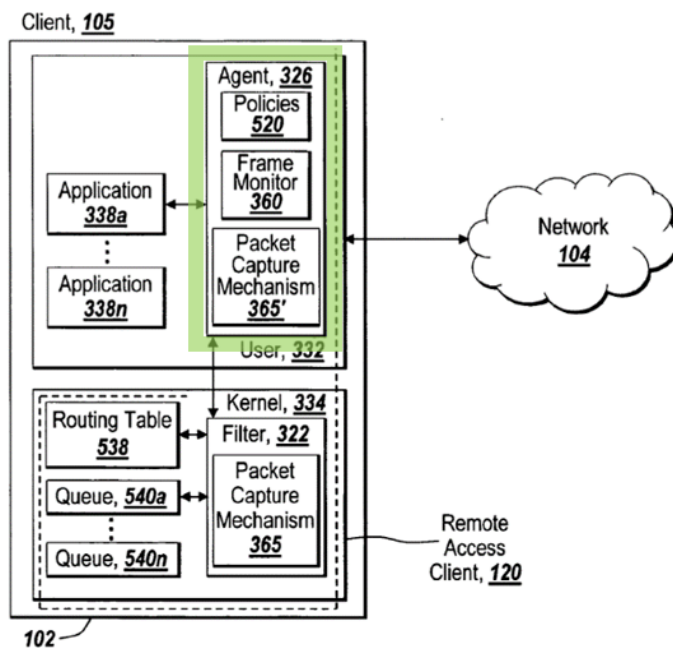 Client, 105
Agent, 326
Policies
520
Frame
Monitor
360
Packet
Capture
Mechanism
365'
Application
338a
Application
338n
User, 332
Network
104
Kernel, 334
Routing Table
538
Filter, 322
Packet
Capture
Mechanism
365
Queue, 540a
Queue, 540n
Remote
Access
Client, 120
102